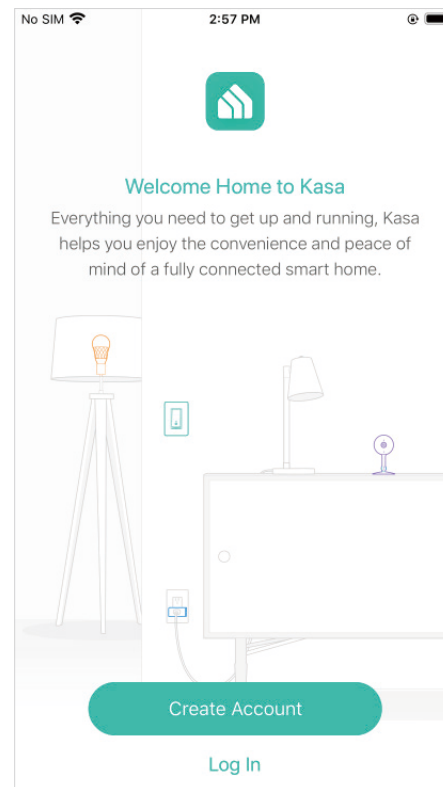 No SIM 2:57 PM
Welcome Home to Kasa
Everything you need to get up and running, Kasa
helps you enjoy the convenience and peace of
mind of a fully connected smart home.
Create Account
Log In